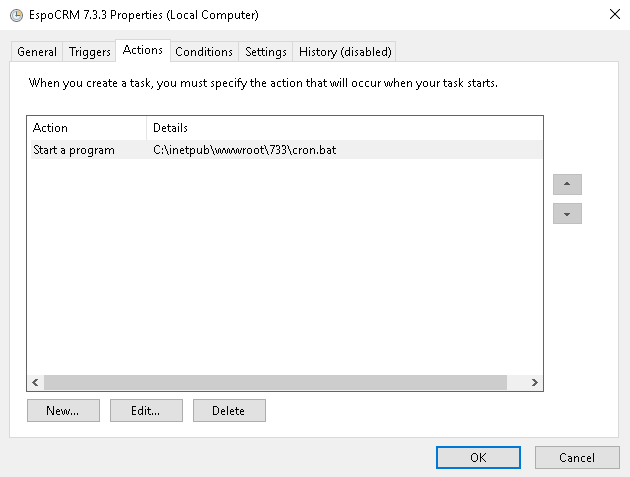 EspoCRM 7.3.3 Properties (Local Computer)
General Triggers Actions Conditions Settings History (disabled)
When you create a task, you must specify the action that will occur when your task starts.
Action Details
Start a program C:\inetpub\wwwroot\733\cron.bat
New... Edit... Delete
OK Cancel